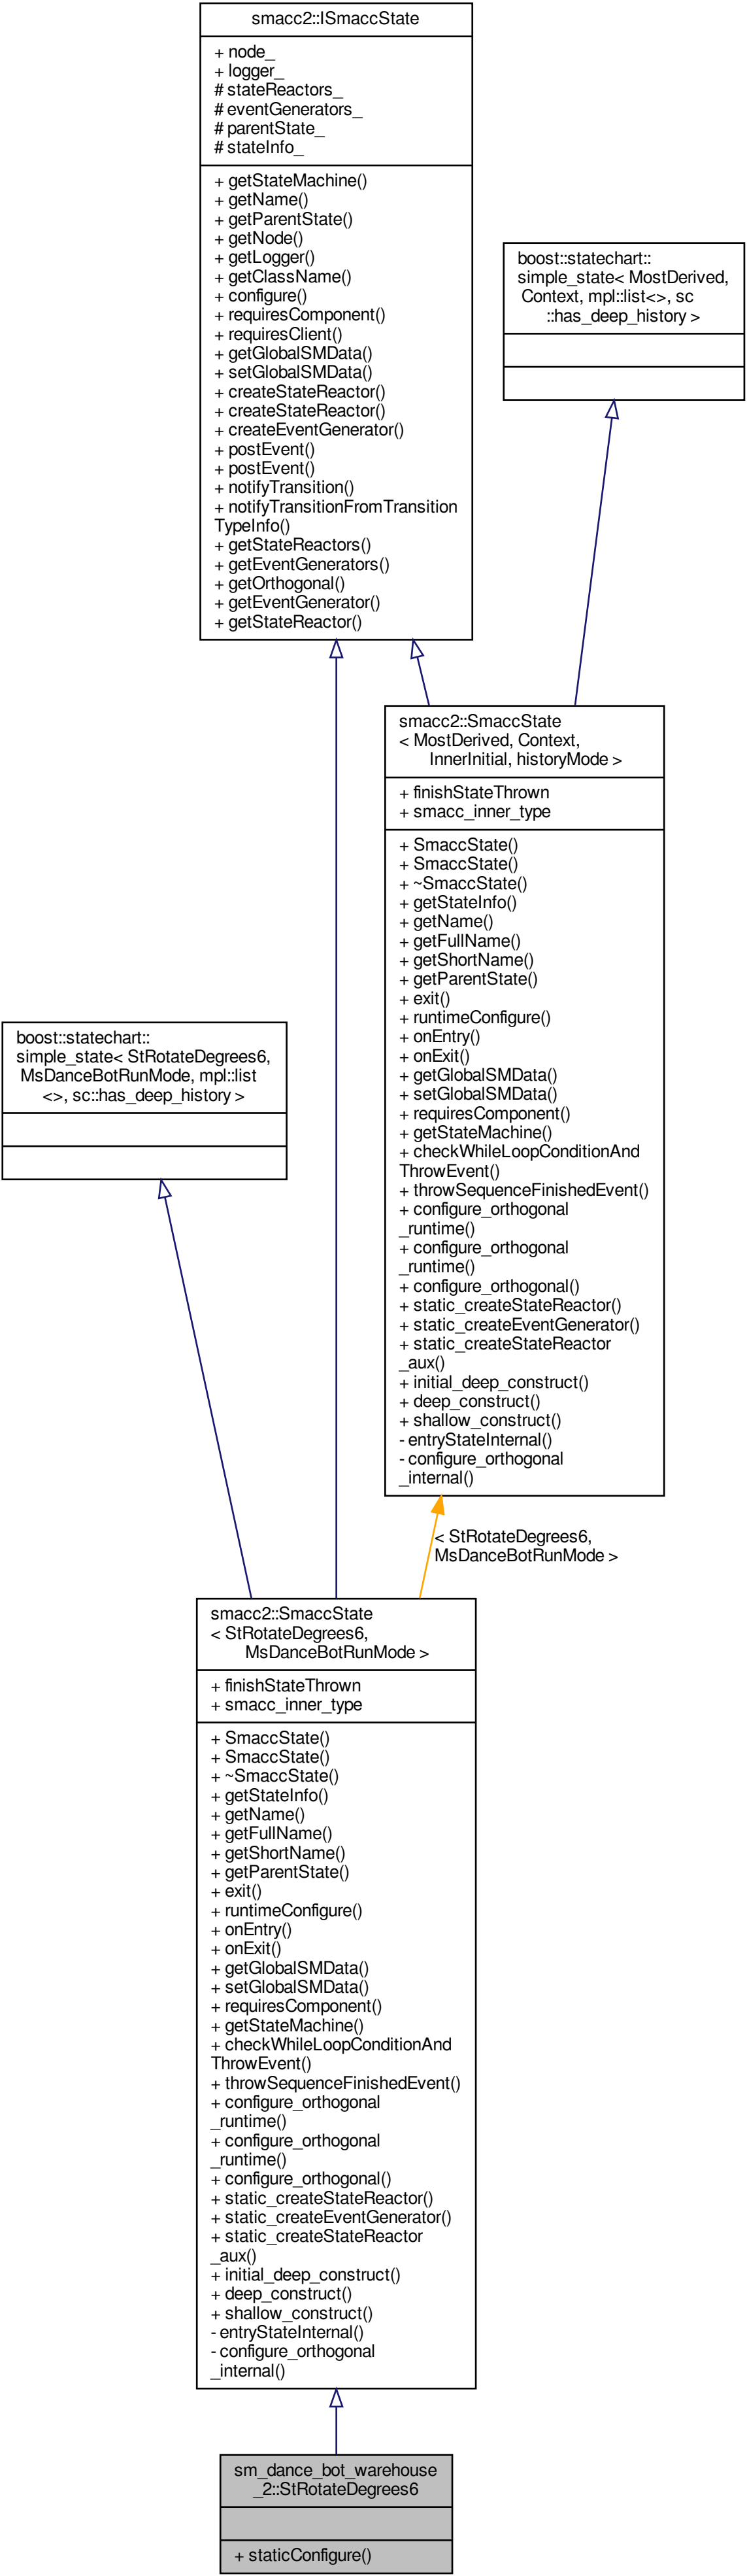 smacc2::ISmaccState
+ node_
+ logger_
# stateReactors_
# eventGenerators_
# parentState_
# stateInfo_
+ getStateMachine()
+ getName()
+ getParentState()
+ getNode()
+ getLogger()
+ getClassName()
+ configure()
+ requiresComponent()
+ requiresClient()
+ getGlobalSMData()
+ setGlobalSMData()
+ createStateReactor()
+ createStateReactor()
+ createEventGenerator()
+ postEvent()
+ postEvent()
+ notifyTransition()
+ notifyTransitionFromTransition
TypeInfo()
+ getStateReactors()
+ getEventGenerators()
+ getOrthogonal()
+ getEventGenerator()
+ getStateReactor()
boost::statechart::
simple_state< MostDerived,
Context, mpl::list<>, sc
::has_deep_history >
smacc2::SmaccState
< MostDerived, Context,
InnerInitial, historyMode >
+ finishStateThrown
+ smacc_inner_type
+ SmaccState()
+ SmaccState()
+ ~SmaccState()
+ getStateInfo()
+ getName()
+ getFullName()
+ getShortName()
+ getParentState()
+ exit()
+ runtimeConfigure()
+ onEntry()
+ onExit()
+ getGlobalSMData()
+ setGlobalSMData()
+ requiresComponent()
+ getStateMachine()
+ checkWhileLoopConditionAnd
ThrowEvent()
+ throwSequenceFinishedEvent()
+ configure_orthogonal
_runtime()
+ configure_orthogonal
_runtime()
+ configure_orthogonal()
+ static_createStateReactor()
+ static_createEventGenerator()
+ static_createStateReactor
_aux()
+ initial_deep_construct()
+ deep_construct()
+ shallow_construct()
- entryStateInternal()
- configure_orthogonal
_internal()
boost::statechart::
simple_state< StRotateDegrees6,
MsDanceBotRunMode, mpl::list
<>, sc::has_deep_history >
< StRotateDegrees6,
MsDanceBotRunMode >
smacc2::SmaccState
< StRotateDegrees6,
MsDanceBotRunMode >
+ finishStateThrown
+ smacc_inner_type
+ SmaccState()
+ SmaccState()
+ ~SmaccState()
+ getStateInfo()
+ getName()
+ getFullName()
+ getShortName()
+ getParentState()
+ exit()
+ runtimeConfigure()
+ onEntry()
+ onExit()
+ getGlobalSMData()
+ setGlobalSMData()
+ requiresComponent()
+ getStateMachine()
+ checkWhileLoopConditionAnd
ThrowEvent()
+ throwSequenceFinishedEvent()
+ configure_orthogonal
_runtime()
+ configure_orthogonal
_runtime()
+ configure_orthogonal()
+ static_createStateReactor()
+ static_createEventGenerator()
+ static_createStateReactor
_aux()
+ initial_deep_construct()
+ deep_construct()
+ shallow_construct()
- entryStateInternal()
- configure_orthogonal
_internal()
sm_dance_bot_warehouse
_2::StRotateDegrees6
+ staticConfigure()